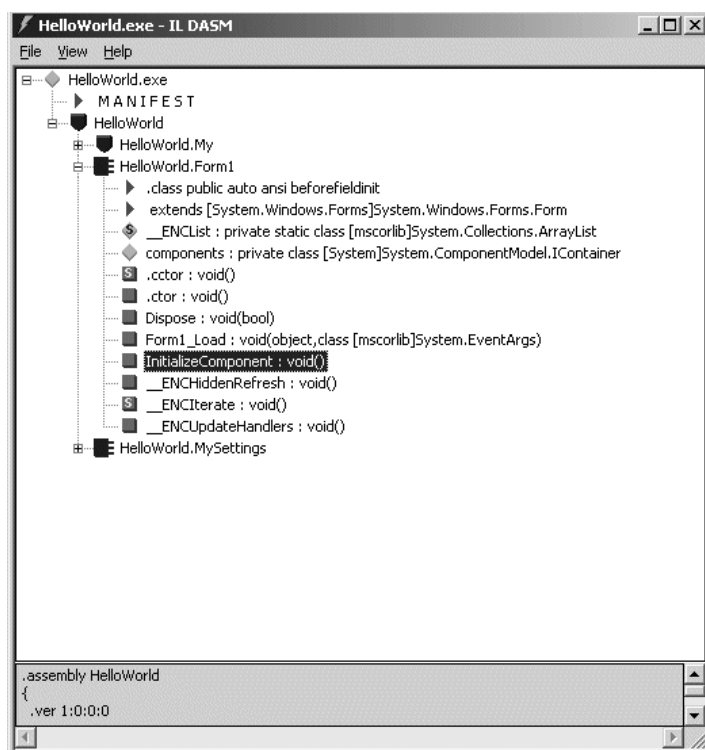 HelloWorld.exe - IL DASM
File View Help
HelloWorld.exe
MANIFEST
HelloWorld
HelloWorld.My
HelloWorld.Form1
.class public auto ansi beforefieldinit
extends [System.Windows.Forms]System.Windows.Forms.Form
S __ENCList : private static class [mscorlib]System.Collections.ArrayList
components : private class [System]System.ComponentModel.IContainer
S .cctor : void()
.ctor : void()
Dispose : void(bool)
Form1_Load : void(object,class [mscorlib]System.EventArgs)
InitializeComponent : void()
__ENCHiddenRefresh : void()
S __ENCIterate : void()
__ENCUpdateHandlers : void()
HelloWorld.MySettings
.assembly HelloWorld
{
.ver 1:0:0:0